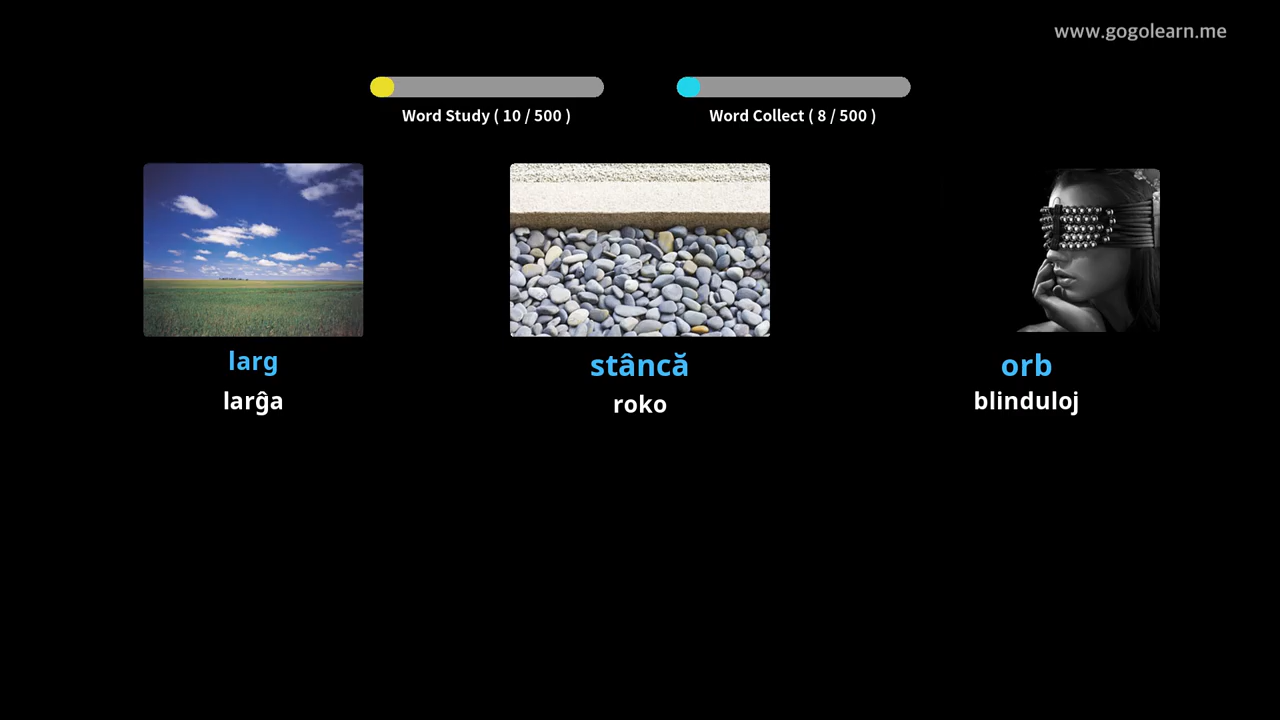 www.gogolearn.me
Word Study ( 10 / 500 )
Word Collect ( 8 / 500 )
larg
larĝa
stâncă
roko
orb
blinduloj